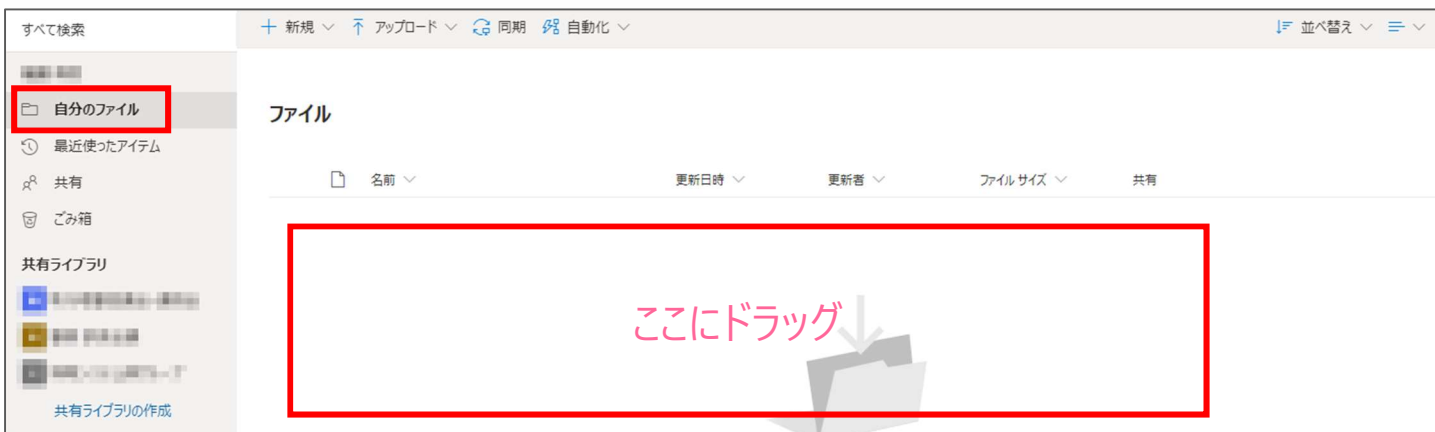 すべて検索
+ 新規 アップロード 同期 自動化 並べ替え
自分のファイル
最近使ったアイテム
共有
ごみ箱
共有ライブラリ
共有ライブラリの作成
ファイル
名前 更新日時 更新者 ファイル サイズ 共有
ここにドラッグ